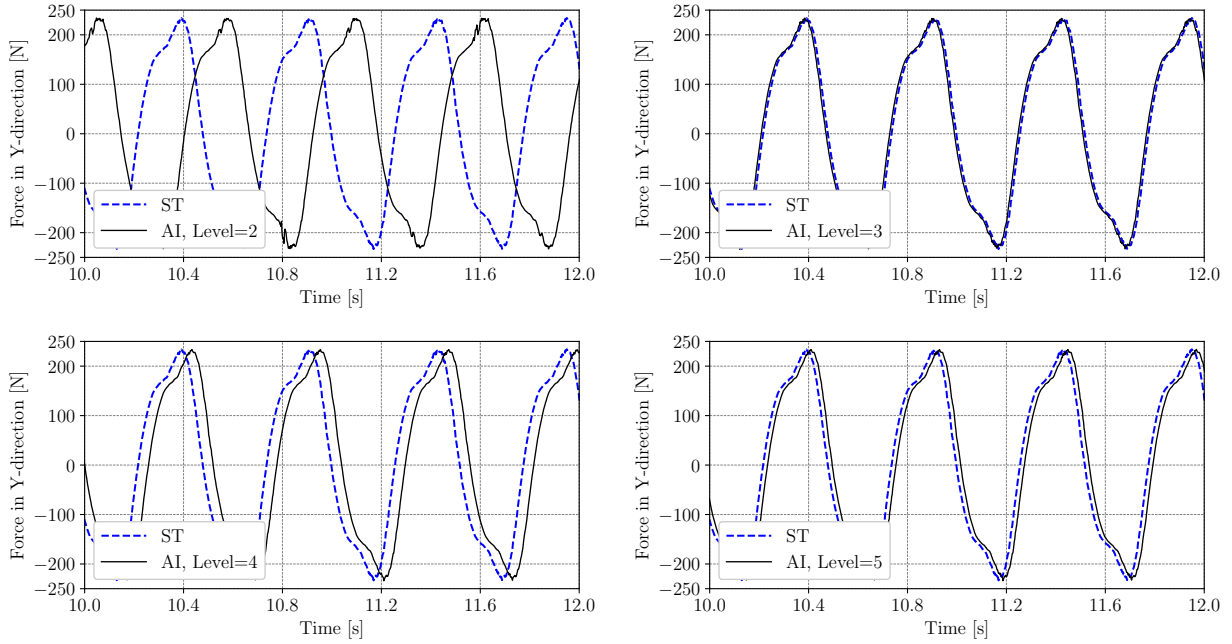 Force in Y-direction [N]
250
200
100
0
−100
−200
−250
ST
AI, Level=2
10.0 10.4 10.8 11.2 11.6 12.0
Time [s]
Force in Y-direction [N]
250
200
100
0
−100
−200
−250
ST
AI, Level=3
10.0 10.4 10.8 11.2 11.6 12.0
Time [s]
Force in Y-direction [N]
250
200
100
0
−100
−200
−250
ST
AI, Level=4
10.0 10.4 10.8 11.2 11.6 12.0
Time [s]
Force in Y-direction [N]
250
200
100
0
−100
−200
−250
ST
AI, Level=5
10.0 10.4 10.8 11.2 11.6 12.0
Time [s]